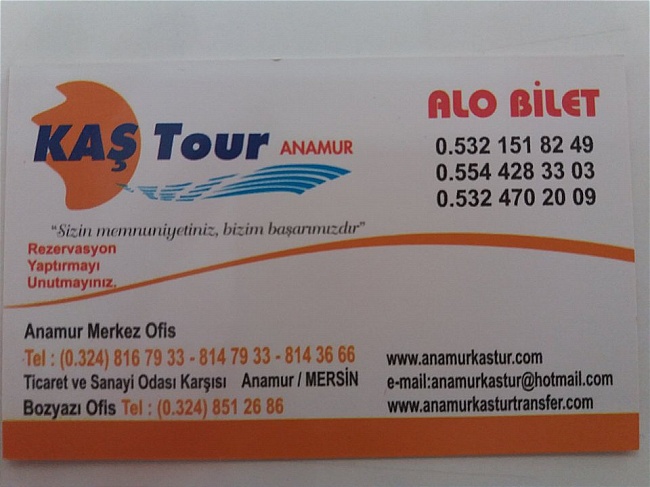 KAŞ Tour ANAMUR
"Sizin memnuniyetiniz, bizim başarımızdır"
Rezervasyon
Yaptırmayı
Unutmayınız.
ALO BİLET
0.532 151 82 49
0.554 428 33 03
0.532 470 20 09
Anamur Merkez Ofis
Tel : (0.324) 816 79 33 - 814 79 33 - 814 36 66
Ticaret ve Sanayi Odası Karşısı Anamur / MERSİN
Bozyazı Ofis Tel : (0.324) 851 26 86
www.anamurkastur.com
e-mail:anamurkastur@hotmail.com
www.anamurkasturtransfer.com